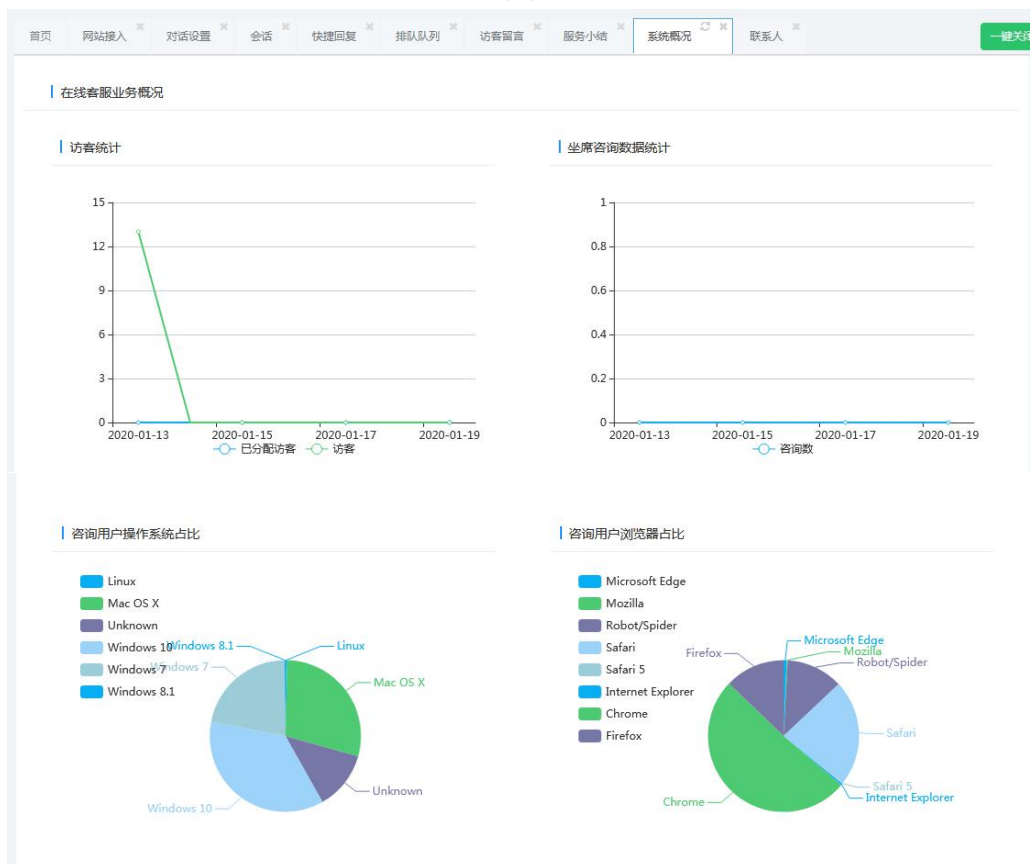 首页 网站接入 对话设置 会话 快捷回复 排队队列 访客留言 服务小结 系统概况 联系人 一键关闭
在线客服业务概况
访客统计
15
12
9
6
3
0
2020-01-13 2020-01-15 2020-01-17 2020-01-19
已分配访客 访客
坐席咨询数据统计
1
0.8
0.6
0.4
0.2
0
2020-01-13 2020-01-15 2020-01-17 2020-01-19
咨询数
咨询用户操作系统占比
Linux
Mac OS X
Unknown
Windows 10
Windows 7
Windows 8.1
Windows 8.1
Linux
Windows 7
Mac OS X
Unknown
Windows 10
咨询用户浏览器占比
Microsoft Edge
Mozilla
Robot/Spider
Safari
Safari 5
Internet Explorer
Chrome
Firefox
Microsoft Edge
Firefox
Mozilla
Robot/Spider
Safari
Safari 5
Internet Explorer
Chrome